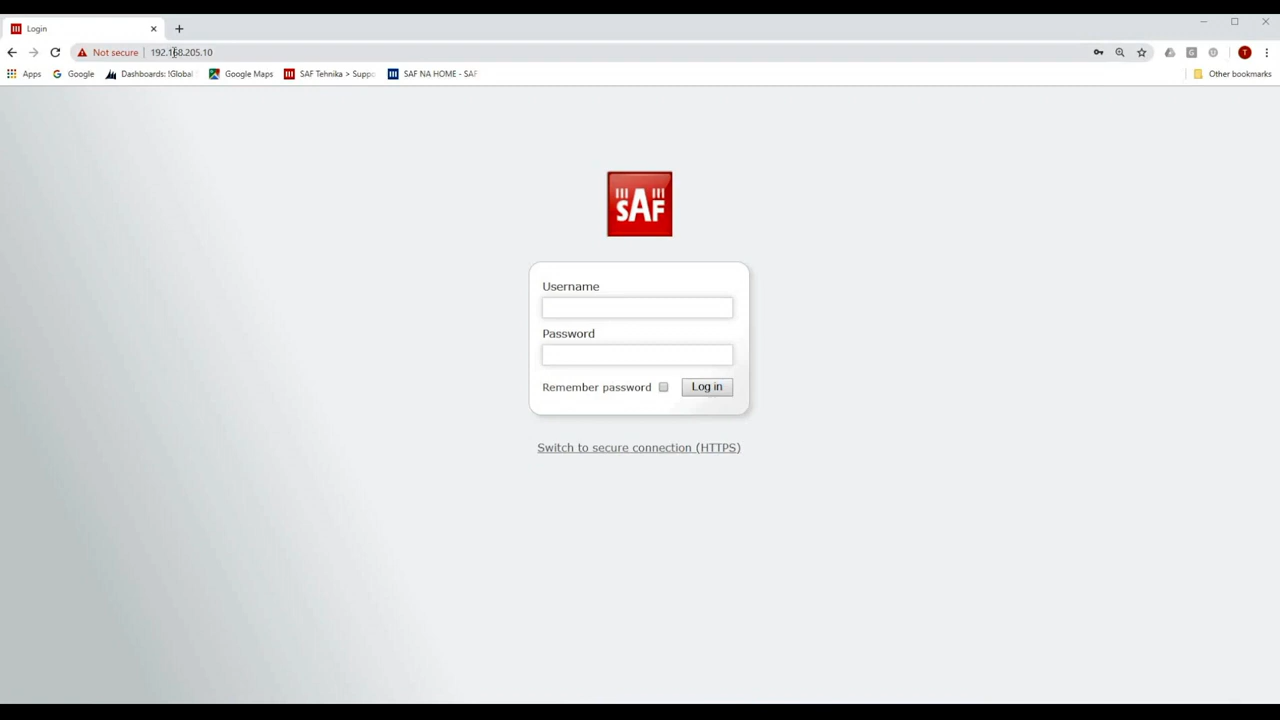 Login
Not secure
192.168.205.10
T
Apps
Google
Dashboards: !Global
Google Maps
SAF Tehnika > Suppo
SAF NA HOME - SAF
Other bookmarks
SAF
Username
Password
Remember password
Log in
Switch to secure connection (HTTPS)